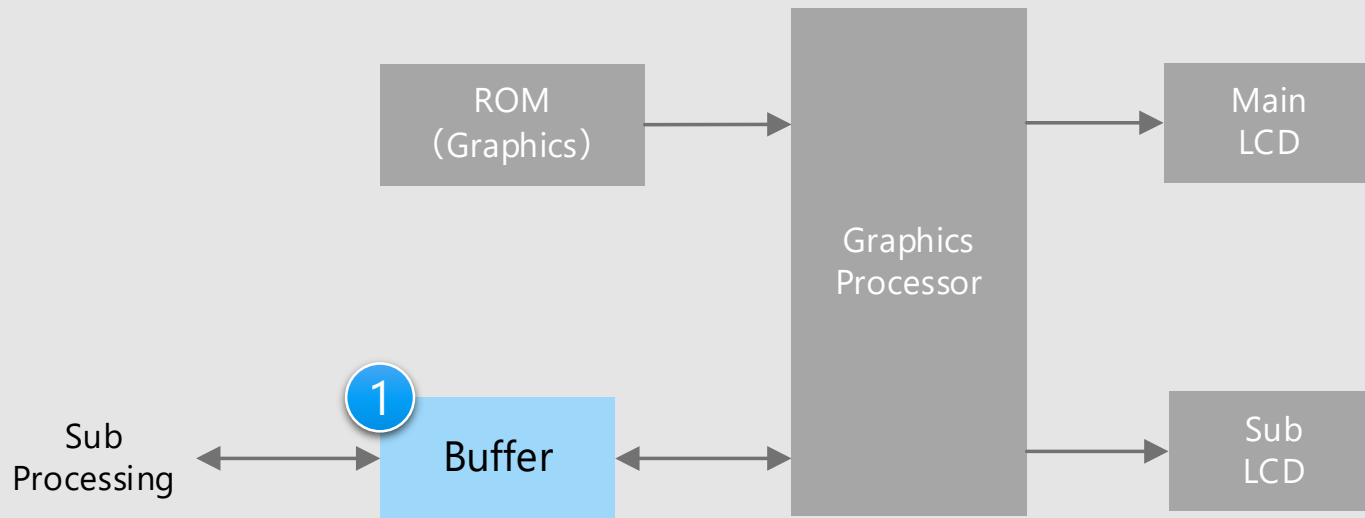 ROM
（Graphics）
Main
LCD
Graphics
Processor
1
Sub
Processing
Buffer
Sub
LCD